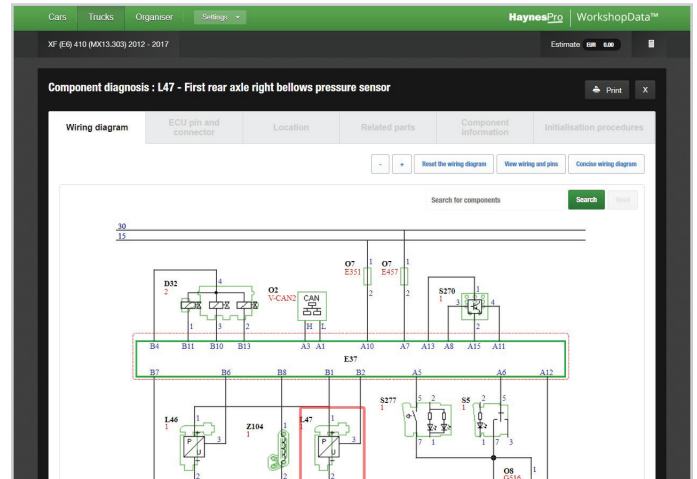 Cars Trucks Organiser Settings HaynesPro WorkshopData™
XF (E6) 410 (MX13.303) 2012 - 2017 Estimate EUR 0.00
Component diagnosis : L47 - First rear axle right bellows pressure sensor Print X
Wiring diagram ECU pin and connector Location Related parts Component information Initialisation procedures
- + Reset the wiring diagram View wiring and pins Concise wiring diagram
Search for components Search Next
30
15
D32
2
4
1 3 2
O2
V-CAN2
CAN
H L
O7
E351
1
2
O7
E457
1
2
S270
1
1
3 4
2
B4 B11 B10 B13 A3 A1 A10 A7 A13 A8 A15 A11
E37
B7 B6 B8 B1 B2 A5 A6 A12
L46
1
1
P
U
3
2
Z104
1
1
2
L47
1
1
P
U
3
2
S277
1
5 2
7 1
S5
1
2 5
1 7 3
O8
G516
1